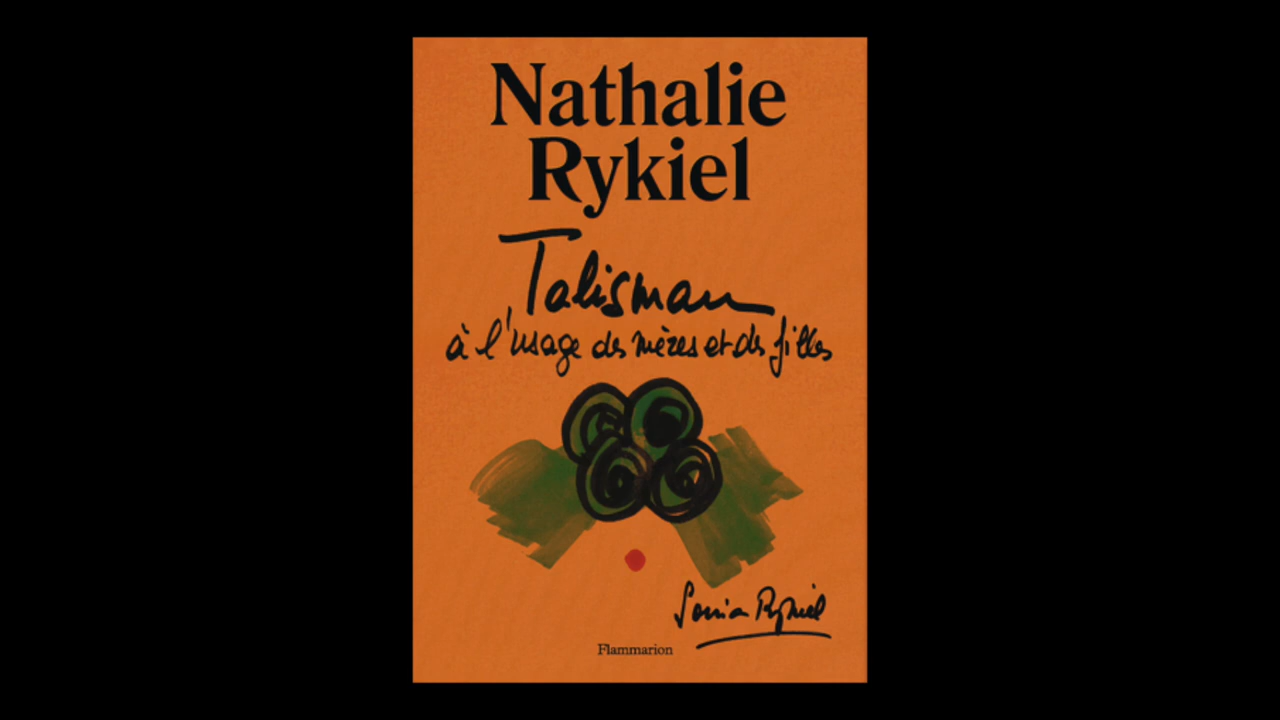 Nathalie
Rykiel
Talisman
à l'usage des mères et des filles
Sonia Rykiel
Flammarion